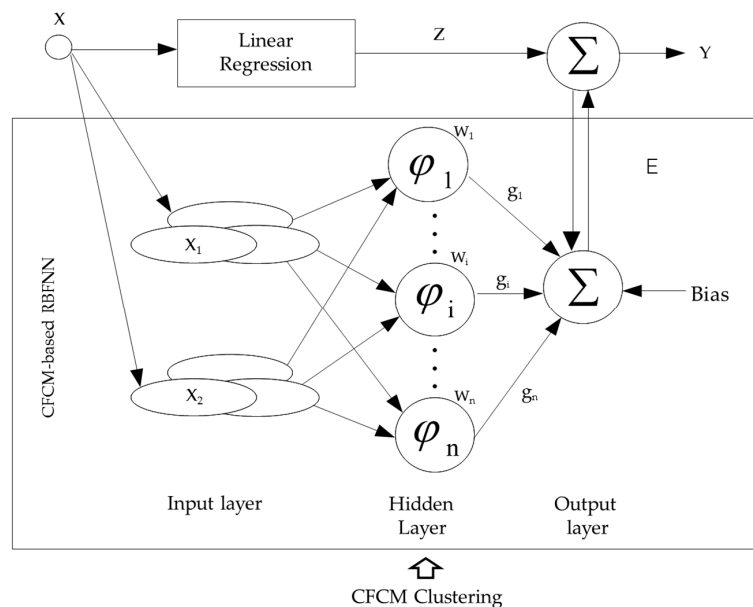 X
Linear
Regression
Z
Σ
Y
E
CFCM-based RBFNN
X₁
X₂
W₁
φ₁
Wᵢ
φᵢ
Wₙ
φₙ
g₁
gᵢ
gₙ
Σ
Bias
Input layer
Hidden
Layer
Output
layer
CFCM Clustering